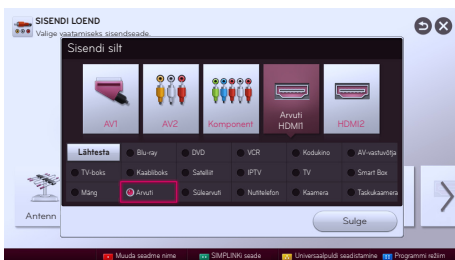 SISENDI LOEND
Valige vaatamiseks sisendseade.
Sisendi silt
AV1
AV2
Komponent
Arvuti
HDMI1
HDMI2
Lähtesta
Blu-ray
DVD
VCR
Kodukino
AV-vastuvõtja
TV-boks
Kaabliboks
Satelliit
IPTV
TV
Smart Box
Mäng
Arvuti
Sülearvuti
Nutitelefon
Kaamera
Taskukaamera
Antenn
Sulge
Muuda seadme nime
SIMPLINKi seade
Universaalpuldi seadistamine
Programmi režiim